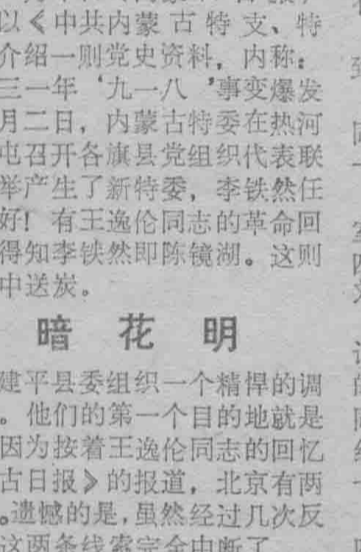 以《中共内蒙古特支、特
介绍一则党史资料，内称：
三一年‘九一八’事变爆发
月二日，内蒙古特委在热河
屯召开各旗县党组织代表联
举产生了新特委，李铁然任
好！有王逸伦同志的革命回
得知李铁然即陈镜湖。这则
中送炭。
暗花明
建平县委组织一个精悍的调
。他们的第一个目的地就是
因为按着王逸伦同志的回忆
古日报》的报道，北京有两
。遗憾的是，虽然经过几次反
这两条线索完全中断了